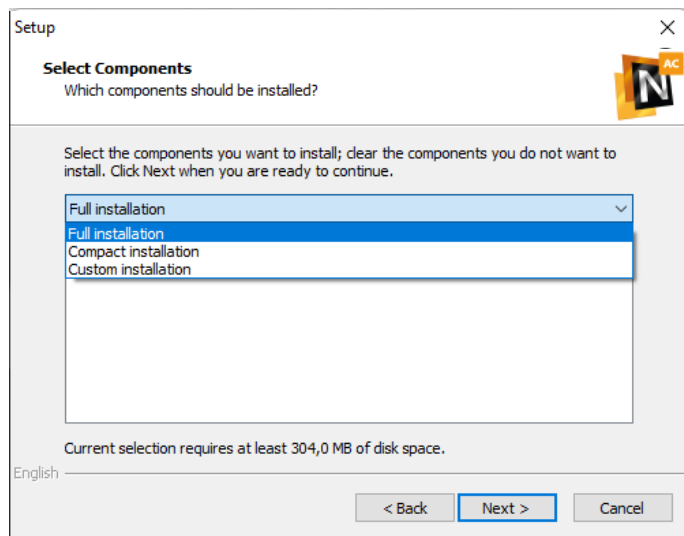 Setup
Select Components
Which components should be installed?
AC
N
Select the components you want to install; clear the components you do not want to
install. Click Next when you are ready to continue.
Full installation
Full installation
Compact installation
Custom installation
Current selection requires at least 304,0 MB of disk space.
English
< Back
Next >
Cancel